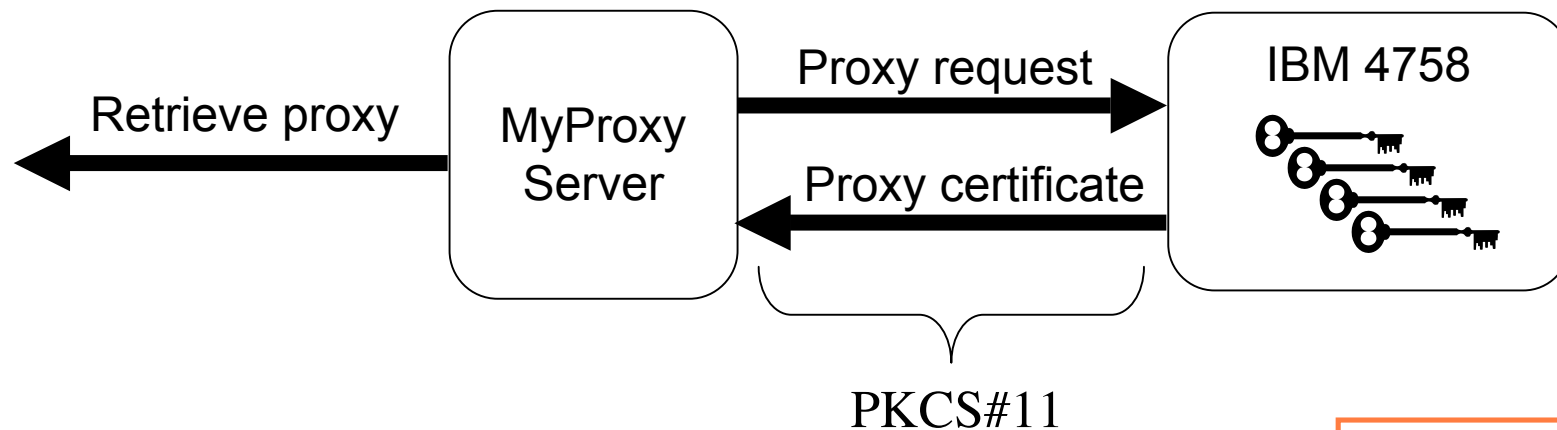 Retrieve proxy
MyProxy
Server
Proxy request
Proxy certificate
IBM 4758
PKCS#11